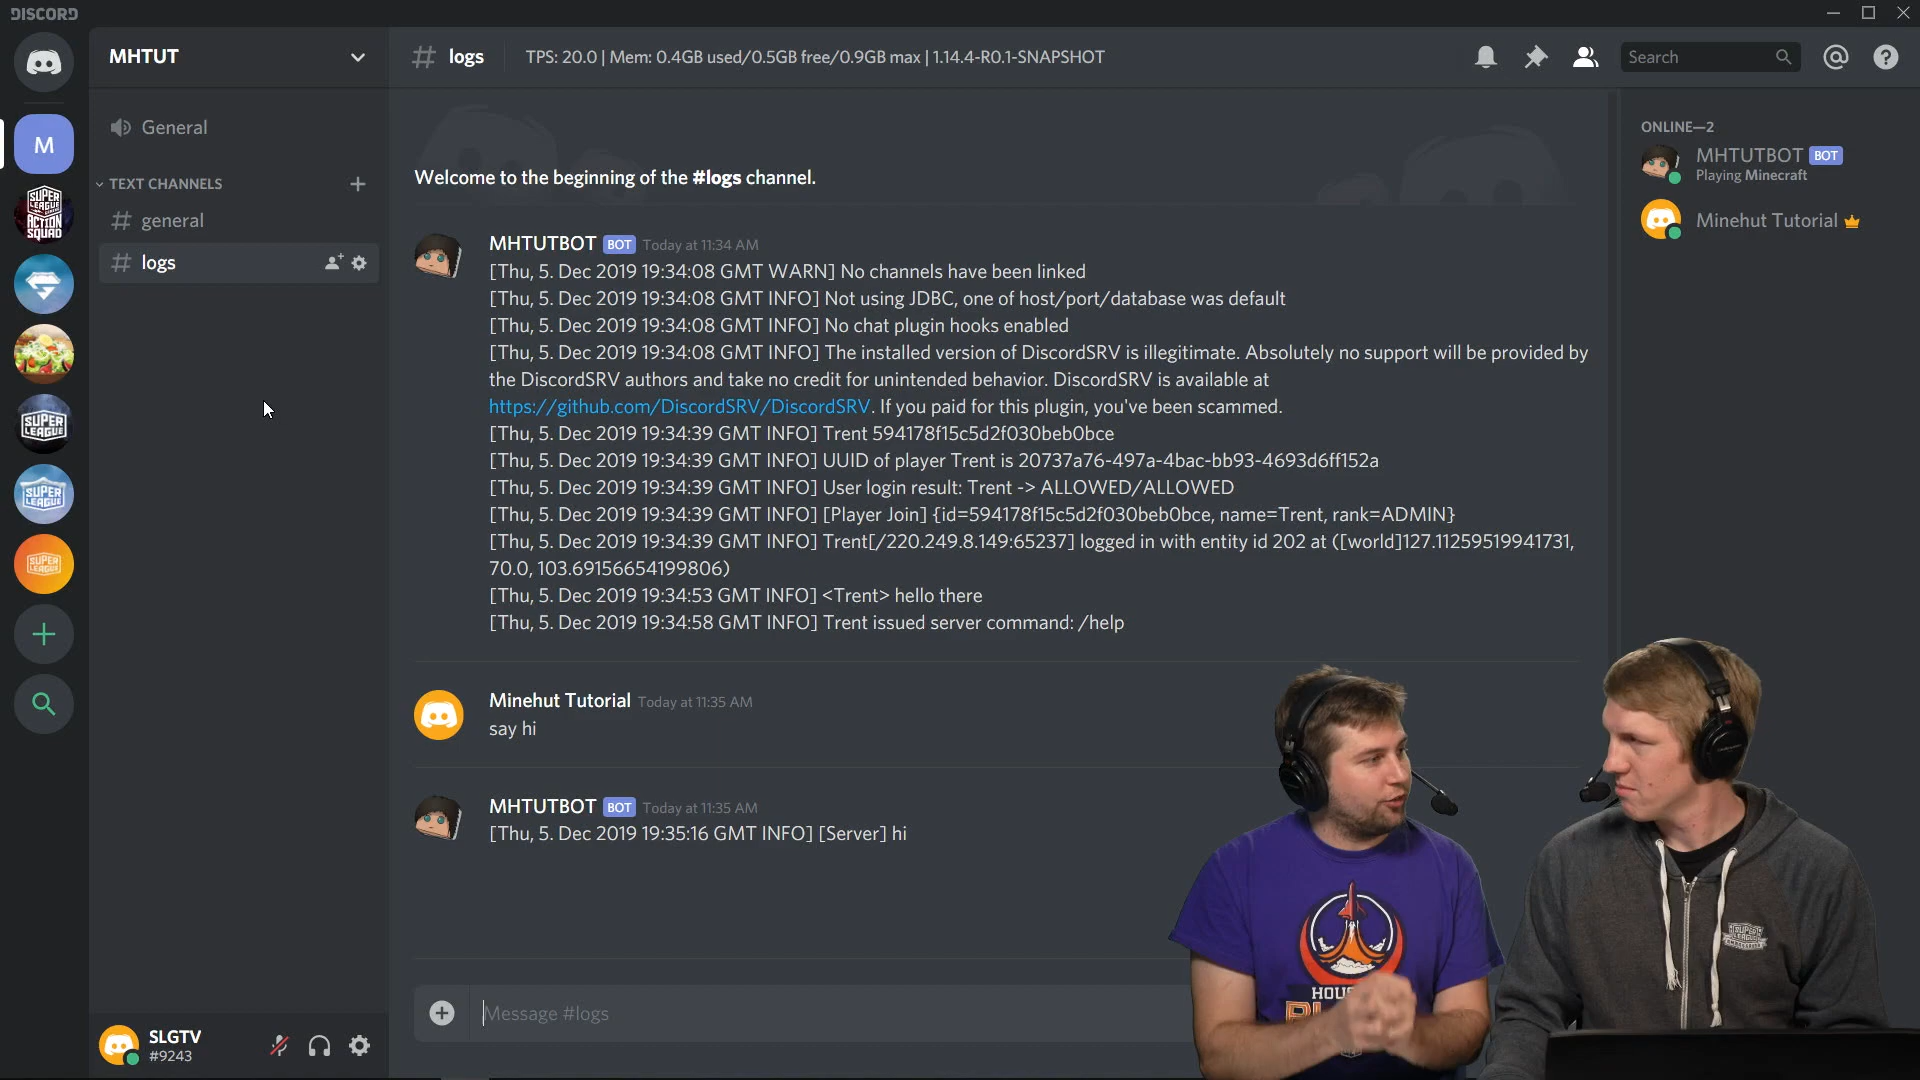 DISCORD
MHTUT
# logs
TPS: 20.0 | Mem: 0.4GB used/0.5GB free/0.9GB max | 1.14.4-R0.1-SNAPSHOT
Search
M
General
TEXT CHANNELS
# general
# logs
SUPER LEAGUE ACTION SQUAD
SUPER LEAGUE
SUPER LEAGUE
SUPER LEAGUE
Welcome to the beginning of the #logs channel.
MHTUTBOT BOT Today at 11:34 AM
[Thu, 5. Dec 2019 19:34:08 GMT WARN] No channels have been linked
[Thu, 5. Dec 2019 19:34:08 GMT INFO] Not using JDBC, one of host/port/database was default
[Thu, 5. Dec 2019 19:34:08 GMT INFO] No chat plugin hooks enabled
[Thu, 5. Dec 2019 19:34:08 GMT INFO] The installed version of DiscordSRV is illegitimate. Absolutely no support will be provided by
the DiscordSRV authors and take no credit for unintended behavior. DiscordSRV is available at
https://github.com/DiscordSRV/DiscordSRV. If you paid for this plugin, you've been scammed.
[Thu, 5. Dec 2019 19:34:39 GMT INFO] Trent 594178f15c5d2f030beb0bce
[Thu, 5. Dec 2019 19:34:39 GMT INFO] UUID of player Trent is 20737a76-497a-4bac-bb93-4693d6ff152a
[Thu, 5. Dec 2019 19:34:39 GMT INFO] User login result: Trent -> ALLOWED/ALLOWED
[Thu, 5. Dec 2019 19:34:39 GMT INFO] [Player Join] {id=594178f15c5d2f030beb0bce, name=Trent, rank=ADMIN}
[Thu, 5. Dec 2019 19:34:39 GMT INFO] Trent[/220.249.8.149:65237] logged in with entity id 202 at ([world]127.11259519941731,
70.0, 103.69156654199806)
[Thu, 5. Dec 2019 19:34:53 GMT INFO] <Trent> hello there
[Thu, 5. Dec 2019 19:34:58 GMT INFO] Trent issued server command: /help
Minehut Tutorial Today at 11:35 AM
say hi
MHTUTBOT BOT Today at 11:35 AM
[Thu, 5. Dec 2019 19:35:16 GMT INFO] [Server] hi
Message #logs
ONLINE—2
MHTUTBOT BOT
Playing Minecraft
Minehut Tutorial
SLGTV
#9243
SUPER LEAGUE